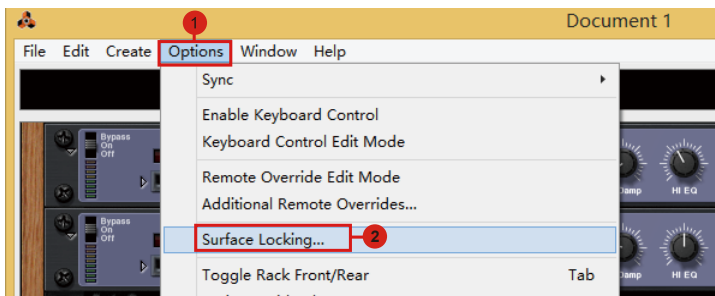 1
Document 1
File Edit Create Options Window Help
Sync
Enable Keyboard Control
Bypass
On
Off
Keyboard Control Edit Mode
Damp HI EQ
Remote Override Edit Mode
Additional Remote Overrides...
Bypass
On
Off
Surface Locking... 2
Toggle Rack Front/Rear Tab
Damp HI EQ